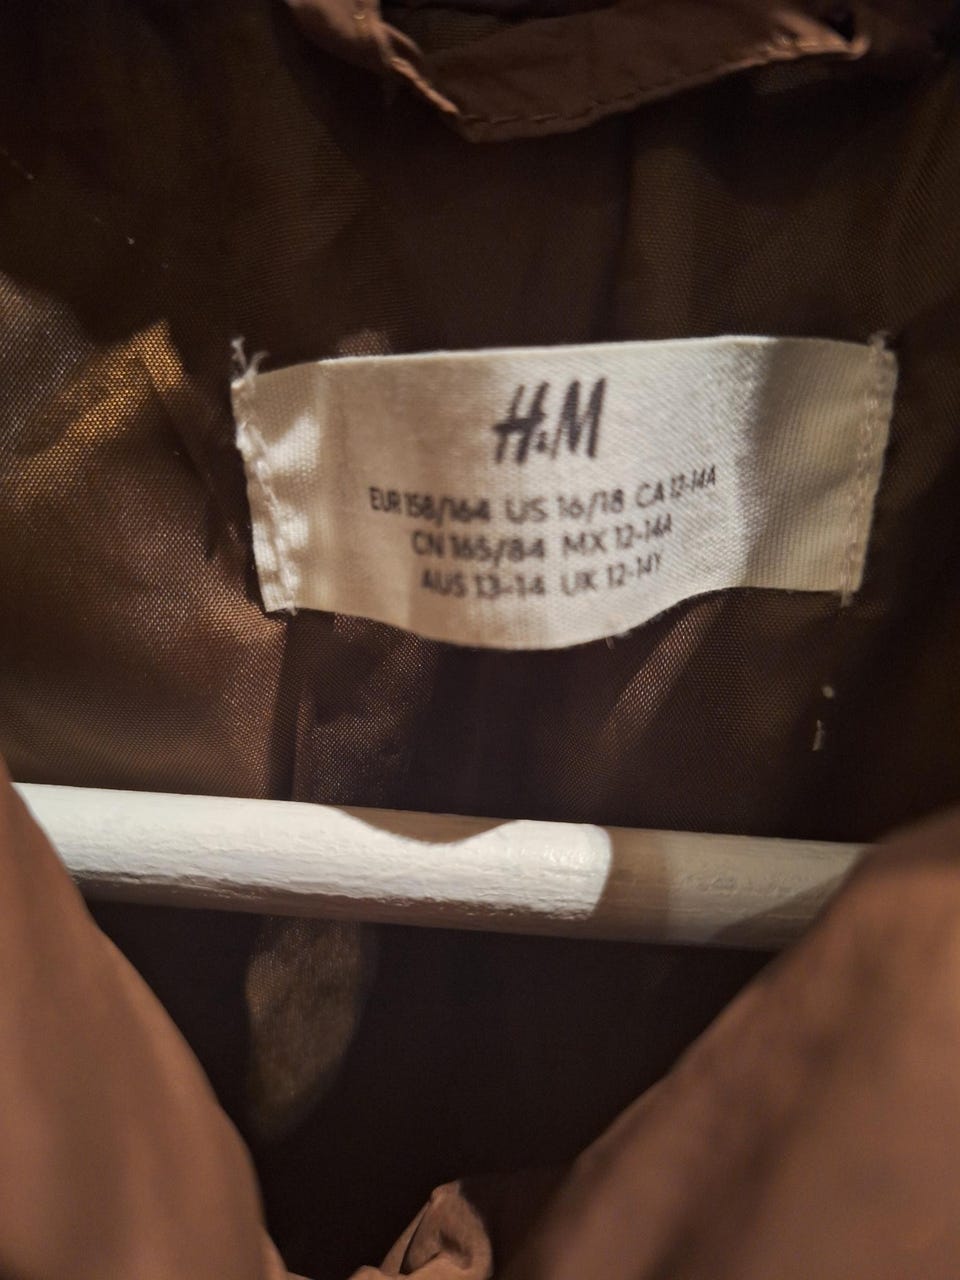 H&M
EUR 158/164 US 16/18 CA 12-14A
CN 165/84 MX 12-14A
AUS 13-14 UK 12-14Y